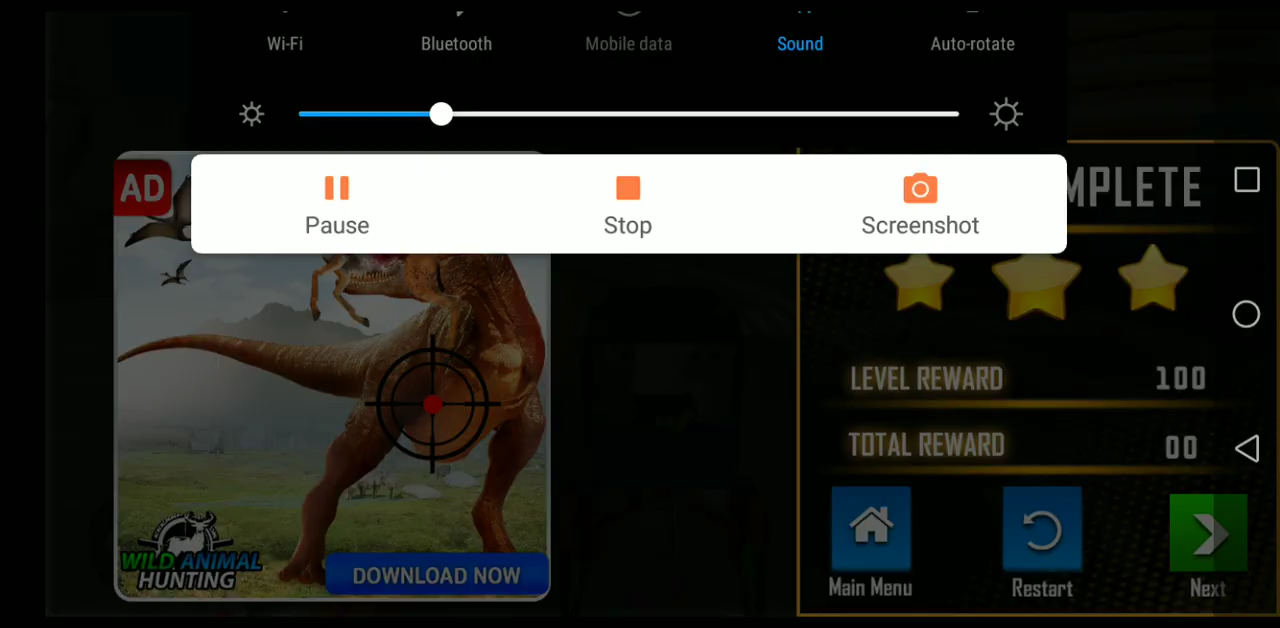 Wi-Fi
Bluetooth
Mobile data
Sound
Auto-rotate
AD
Pause
Stop
Screenshot
MPLETE
LEVEL REWARD 100
TOTAL REWARD 00
WILD ANIMAL
HUNTING
DOWNLOAD NOW
Main Menu
Restart
Next